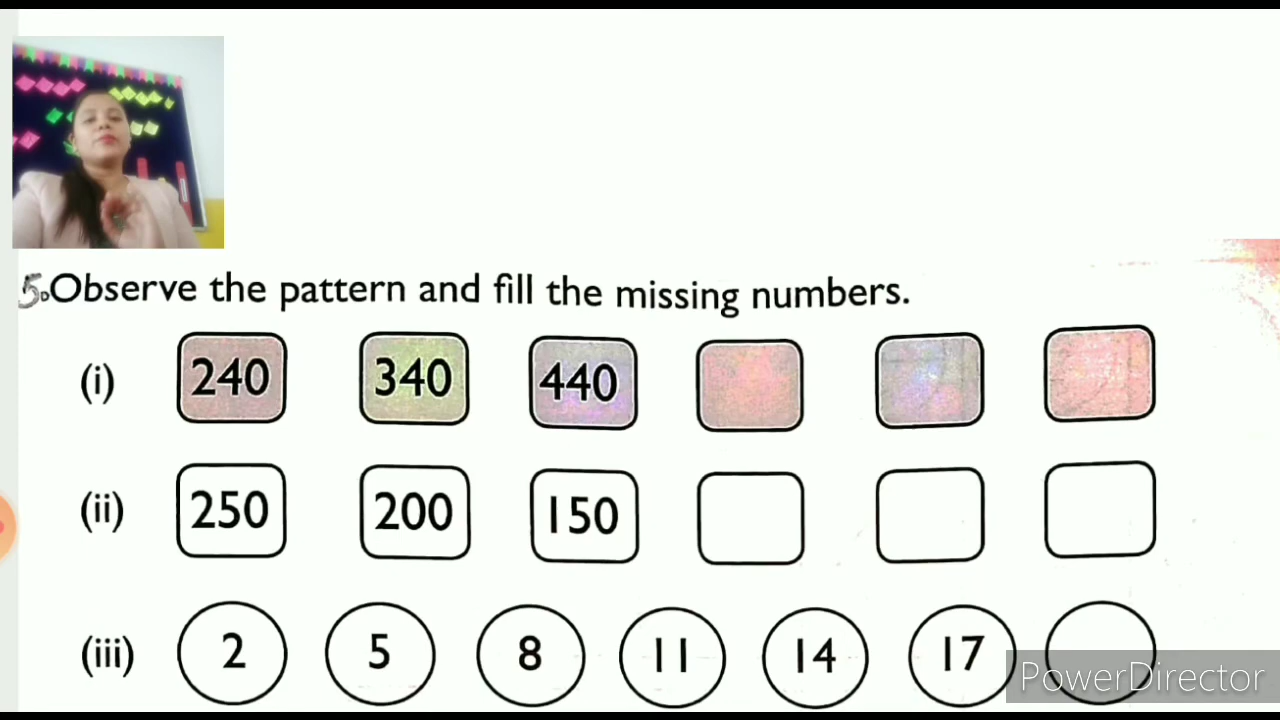 5. Observe the pattern and fill the missing numbers.
(i) 240 340 440
(ii) 250 200 150
(iii) 2 5 8 11 14 17
PowerDirector